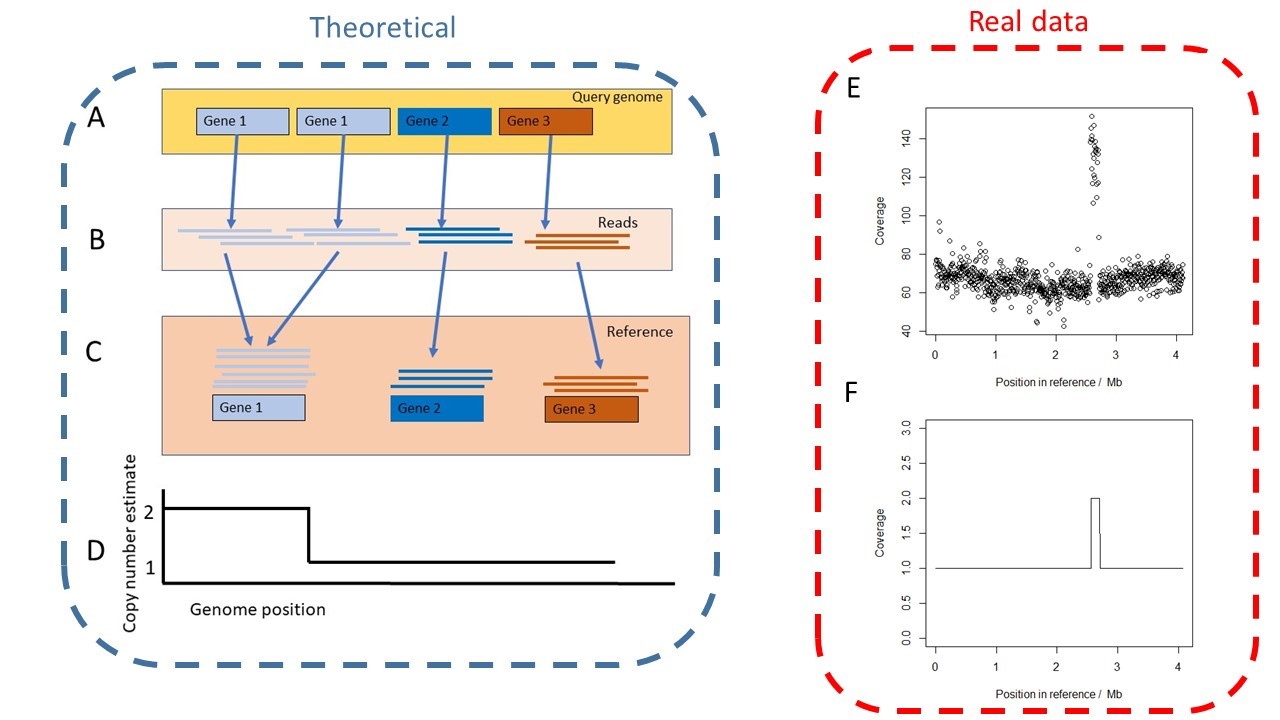 Theoretical
A
Query genome
Gene 1
Gene 1
Gene 2
Gene 3
B
Reads
C
Reference
Gene 1
Gene 2
Gene 3
D
Copy number estimate
2
1
Genome position
Real data
E
Coverage
140
120
100
80
60
40
0 1 2 3 4
Position in reference / Mb
F
Coverage
3.0
2.5
2.0
1.5
1.0
0.5
0.0
0 1 2 3 4
Position in reference / Mb